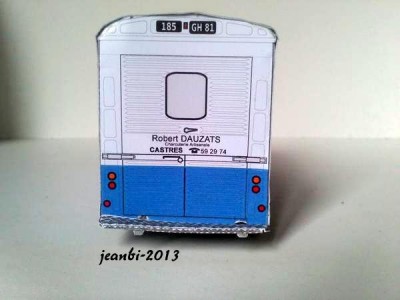 185 GH 81
Robert DAUZATS
Charcuterie Artisanale
CASTRES ☎ 59 29 74
jeanbi-2013